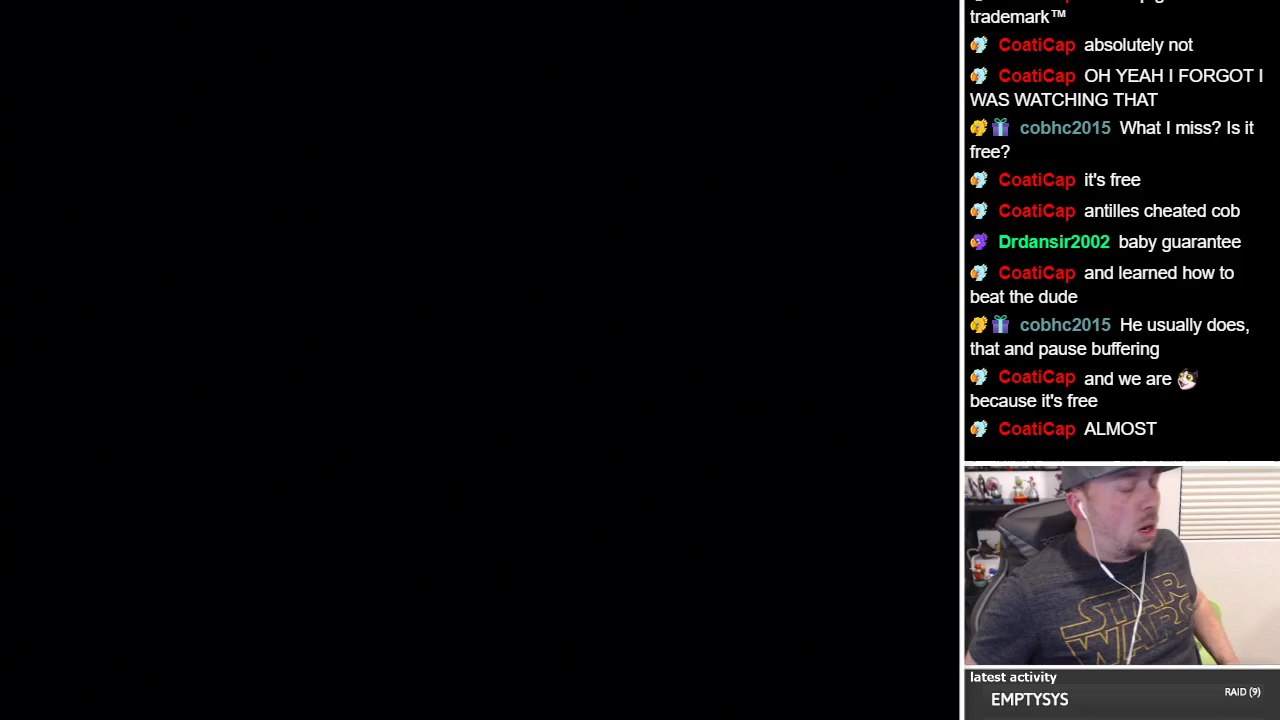 trademark™
CoatiCap absolutely not
CoatiCap OH YEAH I FORGOT I
WAS WATCHING THAT
cobhc2015 What I miss? Is it
free?
CoatiCap it's free
CoatiCap antilles cheated cob
Drdansir2002 baby guarantee
CoatiCap and learned how to
beat the dude
cobhc2015 He usually does,
that and pause buffering
CoatiCap and we are
because it's free
CoatiCap ALMOST
STAR
WARS
latest activity
EMPTYSYS RAID (9)